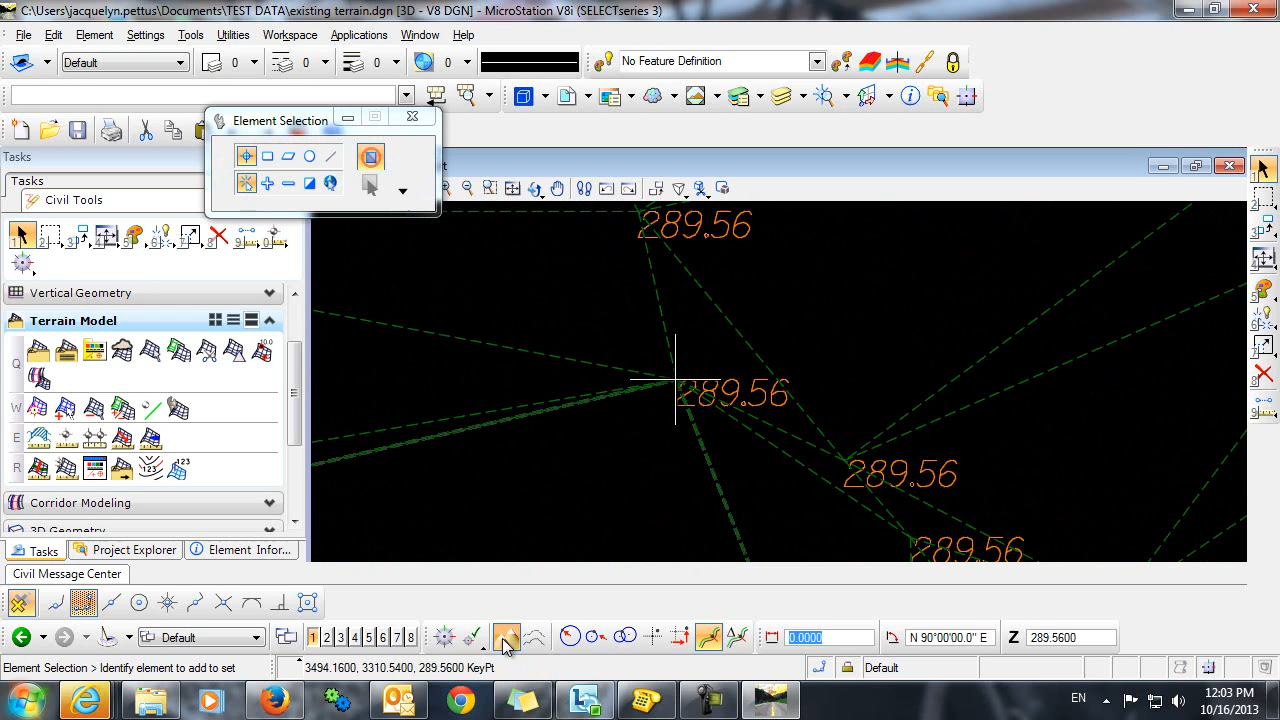 C:\Users\jacquelyn.pettus\Documents\TEST DATA\existing terrain.dgn [3D - V8 DGN] - MicroStation V8i (SELECTseries 3)
File Edit Element Settings Tools Utilities Workspace Applications Window Help
Default 0 0 0 0 No Feature Definition
Element Selection
Tasks
Tasks
Civil Tools
Vertical Geometry
Terrain Model
Q
W
E
R
Corridor Modeling
3D Geometry
Tasks Project Explorer Element Infor...
Civil Message Center
289.56
289.56
289.56
289.56
Default 1 2 3 4 5 6 7 8 0.0000 N 90°00'00.0" E Z 289.5600
Element Selection > Identify element to add to set 3494.1600, 3310.5400, 289.5600 KeyPt Default
EN 12:03 PM
10/16/2013